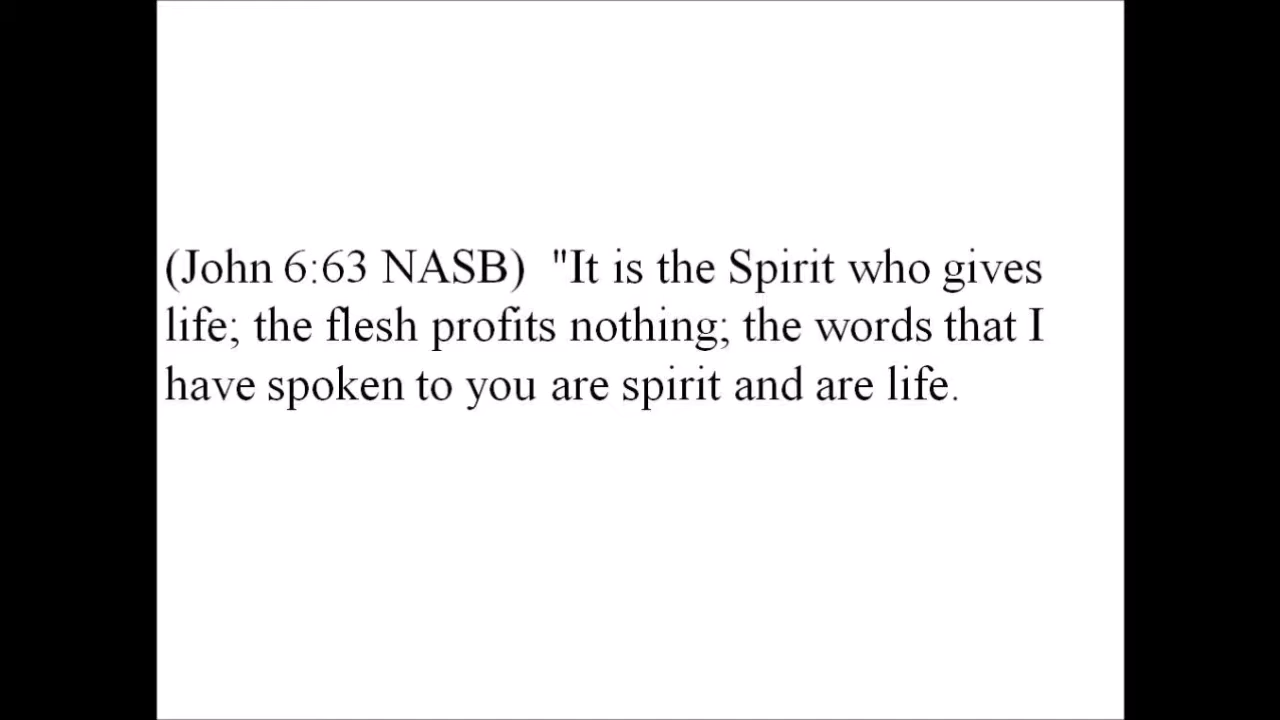 (John 6:63 NASB)  "It is the Spirit who gives
life; the flesh profits nothing; the words that I
have spoken to you are spirit and are life.